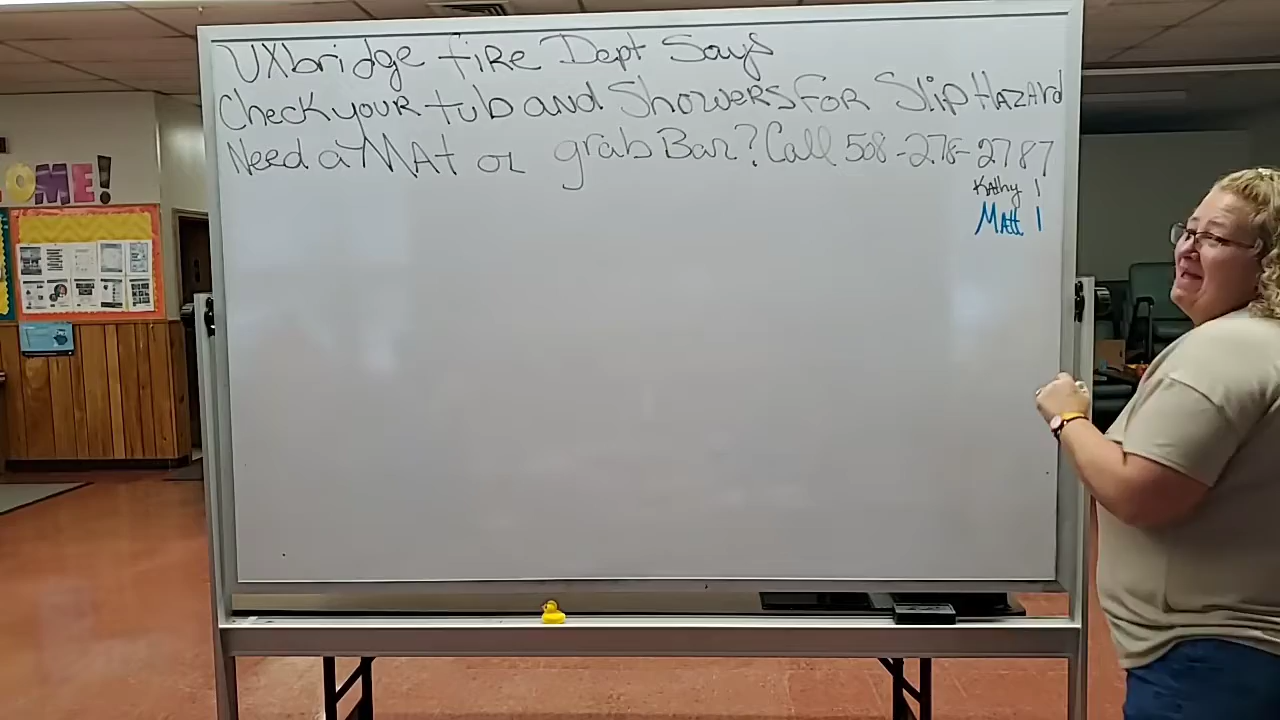 OME!
UXbridge fiRe Dept Says
Check youR tub and ShoweRs FoR Slip HAZARd
Need a MAt or grab Bar? Call 508-278-2787
KAthy 1
MAtt 1